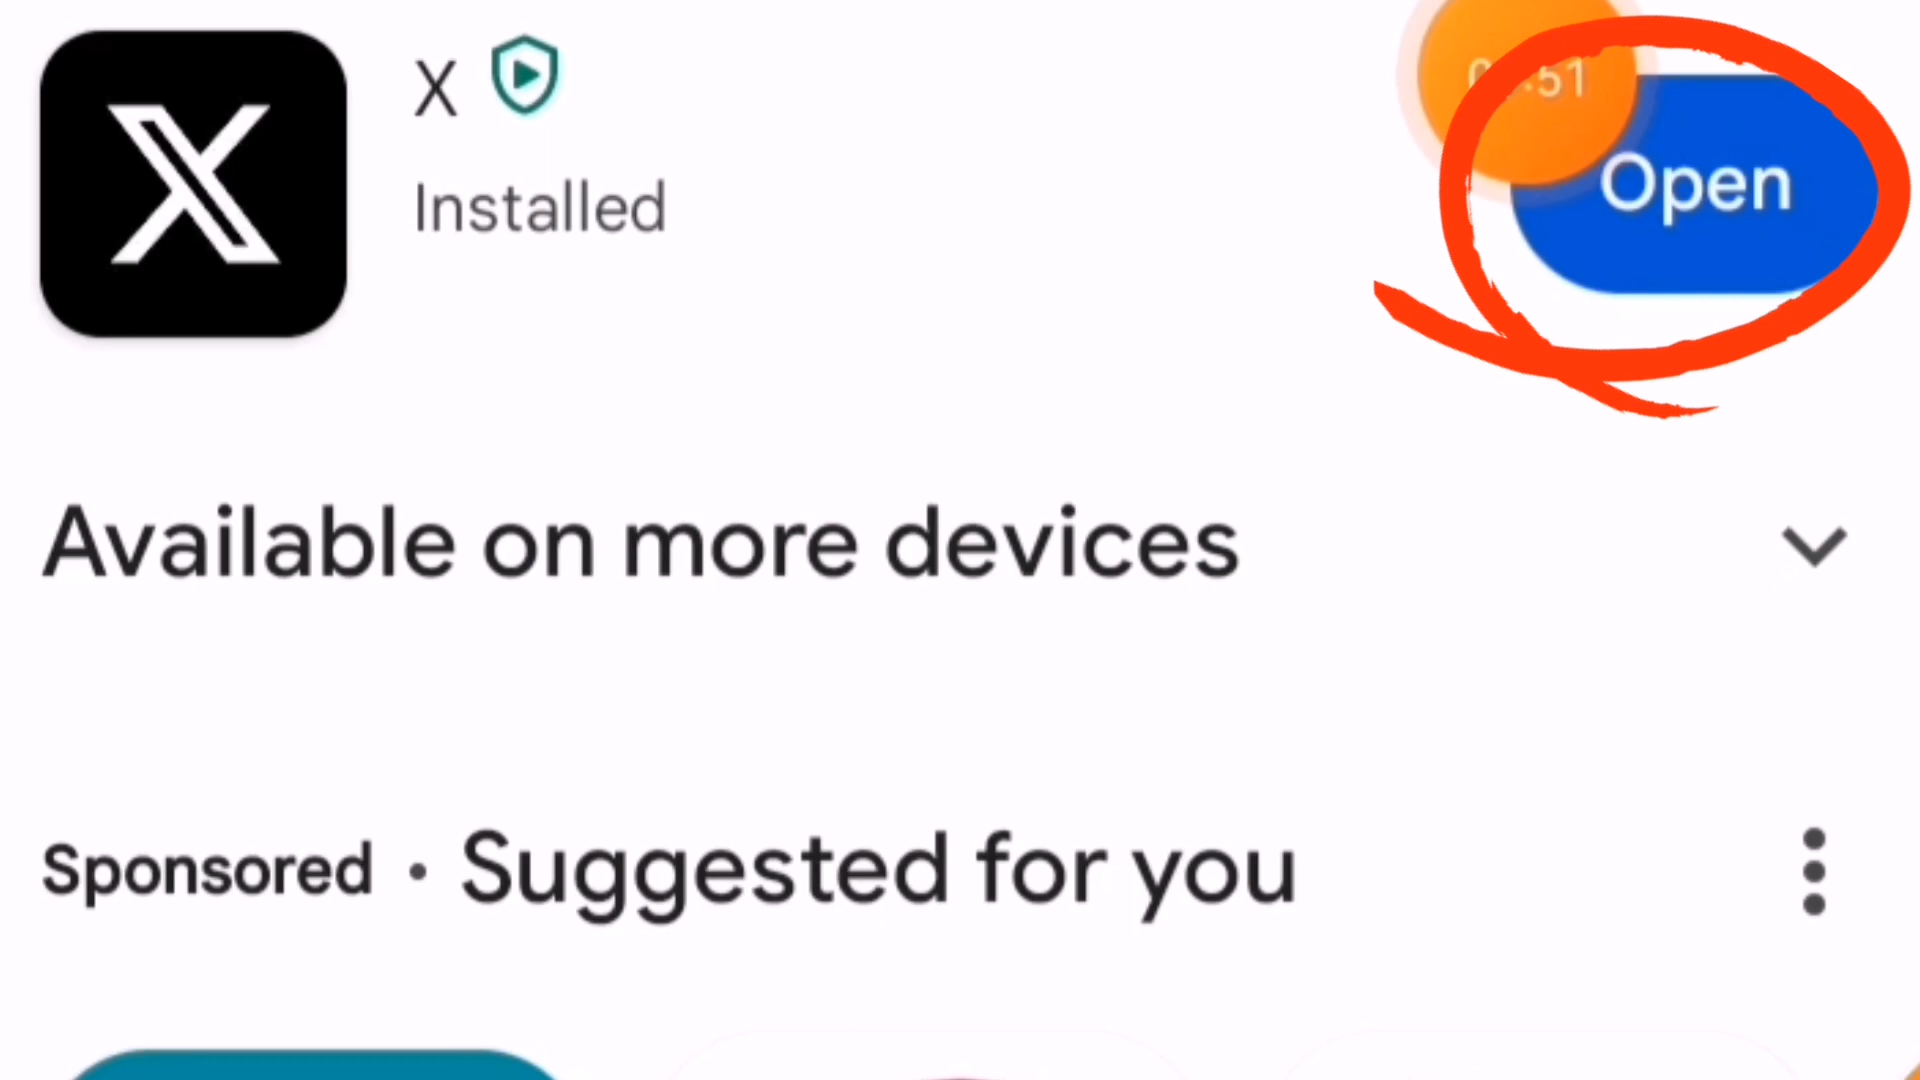 X
Installed
Open
Available on more devices
Sponsored · Suggested for you